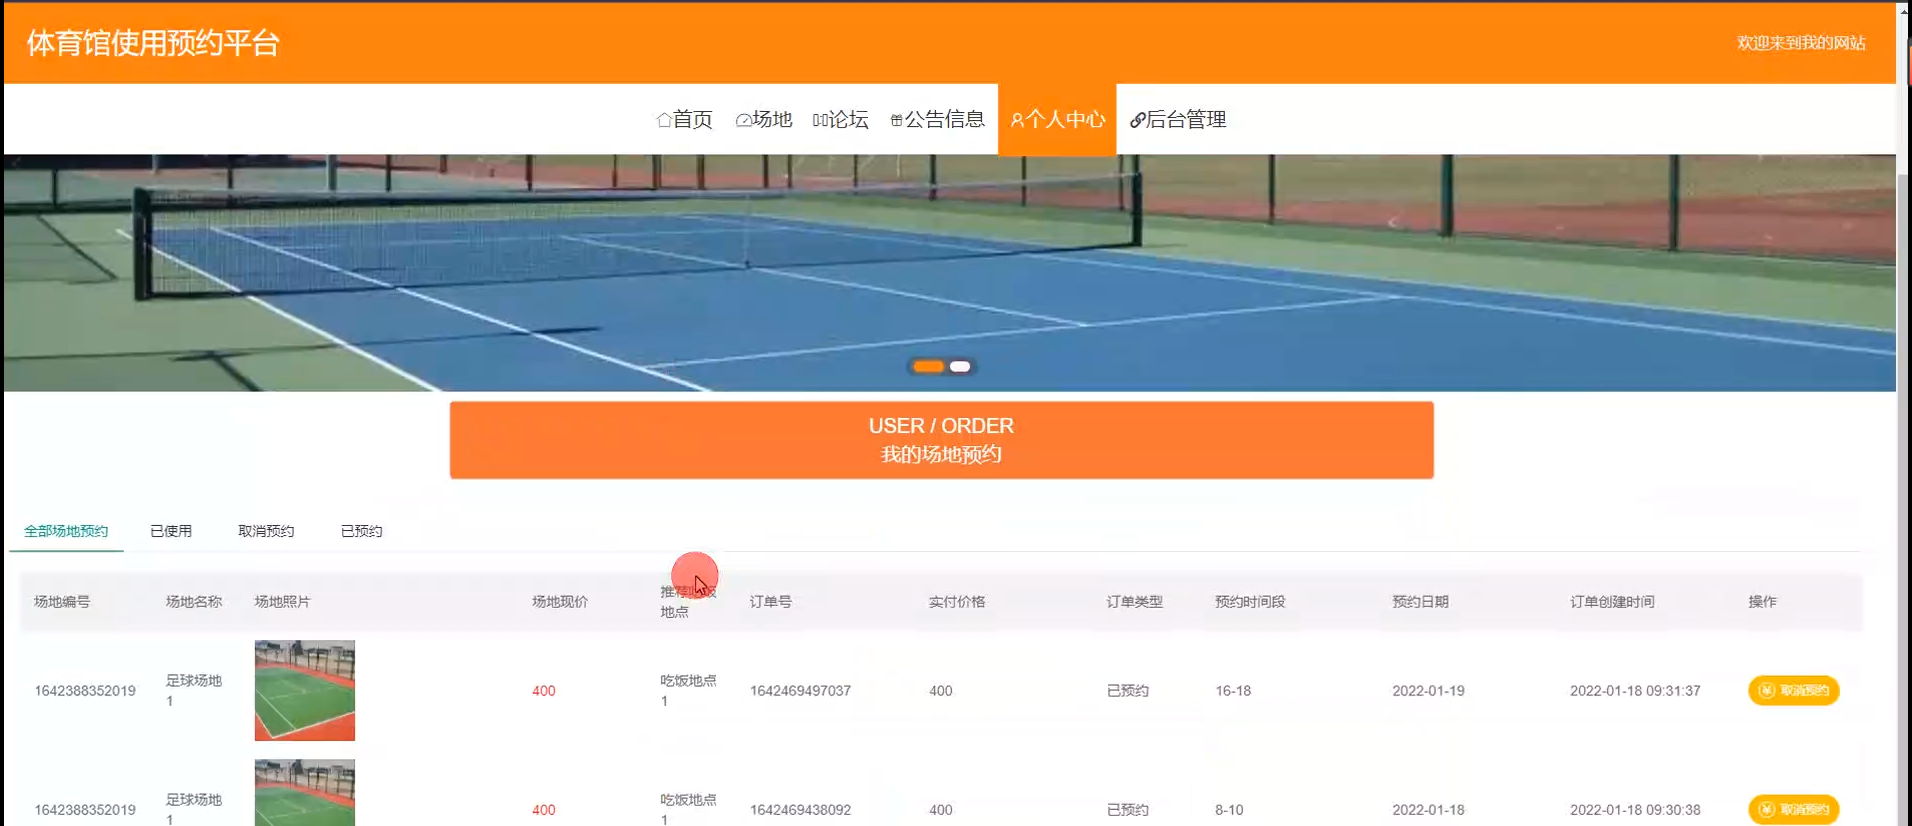 体育馆使用预约平台
欢迎来到我的网站
首页 场地 论坛 公告信息 个人中心 后台管理
USER / ORDER
我的场地预约
全部场地预约 已使用 取消预约 已预约
场地编号 场地名称 场地照片 场地现价 推荐吃饭 订单号 实付价格 订单类型 预约时间段 预约日期 订单创建时间 操作
地点
1642388352019 足球场地 400 吃饭地点 1642469497037 400 已预约 16-18 2022-01-19 2022-01-18 09:31:37 取消预约
1 1
1642388352019 足球场地 400 吃饭地点 1642469438092 400 已预约 8-10 2022-01-18 2022-01-18 09:30:38 取消预约
1 1